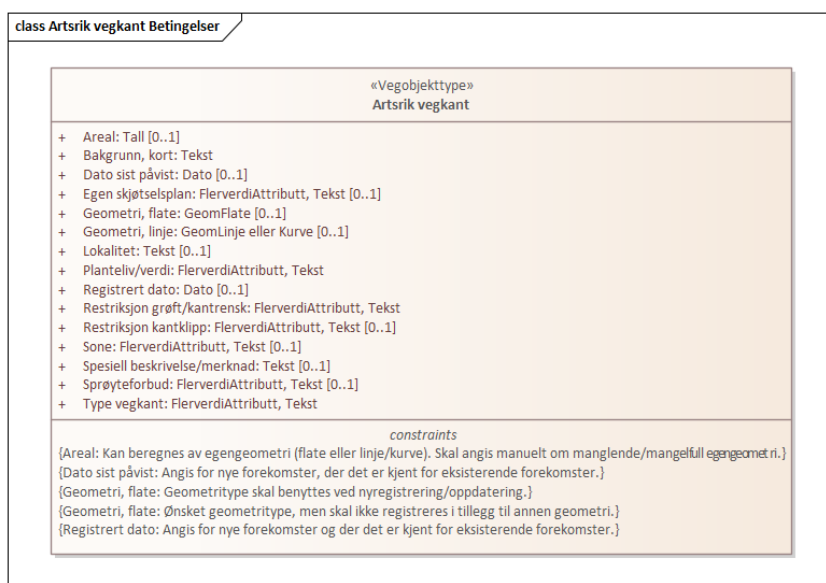 class Artsrik vegkant Betingelser
«Vegobjekttype»
Artsrik vegkant
+ Areal: Tall [0..1]
+ Bakgrunn, kort: Tekst
+ Dato sist påvist: Dato [0..1]
+ Egen skjøtselsplan: FlerverdiAttributt, Tekst [0..1]
+ Geometri, flate: GeomFlate [0..1]
+ Geometri, linje: GeomLinje eller Kurve [0..1]
+ Lokalitet: Tekst [0..1]
+ Planteliv/verdi: FlerverdiAttributt, Tekst
+ Registrert dato: Dato [0..1]
+ Restriksjon grøft/kantrensk: FlerverdiAttributt, Tekst
+ Restriksjon kantklipp: FlerverdiAttributt, Tekst [0..1]
+ Sone: FlerverdiAttributt, Tekst [0..1]
+ Spesiell beskrivelse/merknad: Tekst [0..1]
+ Sprøyteforbud: FlerverdiAttributt, Tekst [0..1]
+ Type vegkant: FlerverdiAttributt, Tekst
constraints
{Areal: Kan beregnes av egengeometri (flate eller linje/kurve). Skal angis manuelt om manglende/mangelfull egengeometri.}
{Dato sist påvist: Angis for nye forekomster, der det er kjent for eksisterende forekomster.}
{Geometri, flate: Geometritype skal benyttes ved nyregistrering/oppdatering.}
{Geometri, flate: Ønsket geometritype, men skal ikke registreres i tillegg til annen geometri.}
{Registrert dato: Angis for nye forekomster og der det er kjent for eksisterende forekomster.}